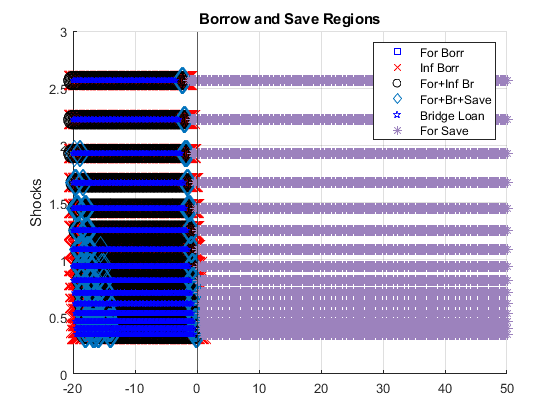 Borrow and Save Regions
3
2.5
2
1.5
1
0.5
0
Shocks
For Borr
Inf Borr
For+Inf Br
For+Br+Save
Bridge Loan
For Save
-20
-10
0
10
20
30
40
50